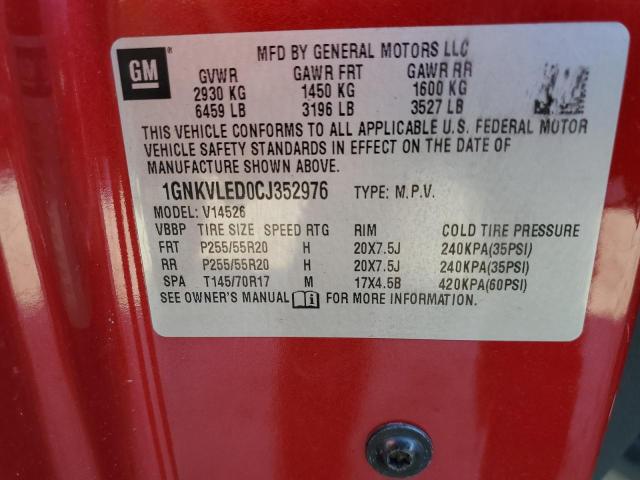 GM
®
MFD BY GENERAL MOTORS LLC
GVWR GAWR FRT GAWR RR
2930 KG 1450 KG 1600 KG
6459 LB 3196 LB 3527 LB
THIS VEHICLE CONFORMS TO ALL APPLICABLE U.S. FEDERAL MOTOR
VEHICLE SAFETY STANDARDS IN EFFECT ON THE DATE OF
MANUFACTURE SHOWN ABOVE.
1GNKVLED0CJ352976 TYPE: M.P.V.
MODEL: V14526
VBBP TIRE SIZE SPEED RTG RIM COLD TIRE PRESSURE
FRT P255/55R20 H 20X7.5J 240KPA(35PSI)
RR P255/55R20 H 20X7.5J 240KPA(35PSI)
SPA T145/70R17 M 17X4.5B 420KPA(60PSI)
SEE OWNER'S MANUAL FOR MORE INFORMATION.